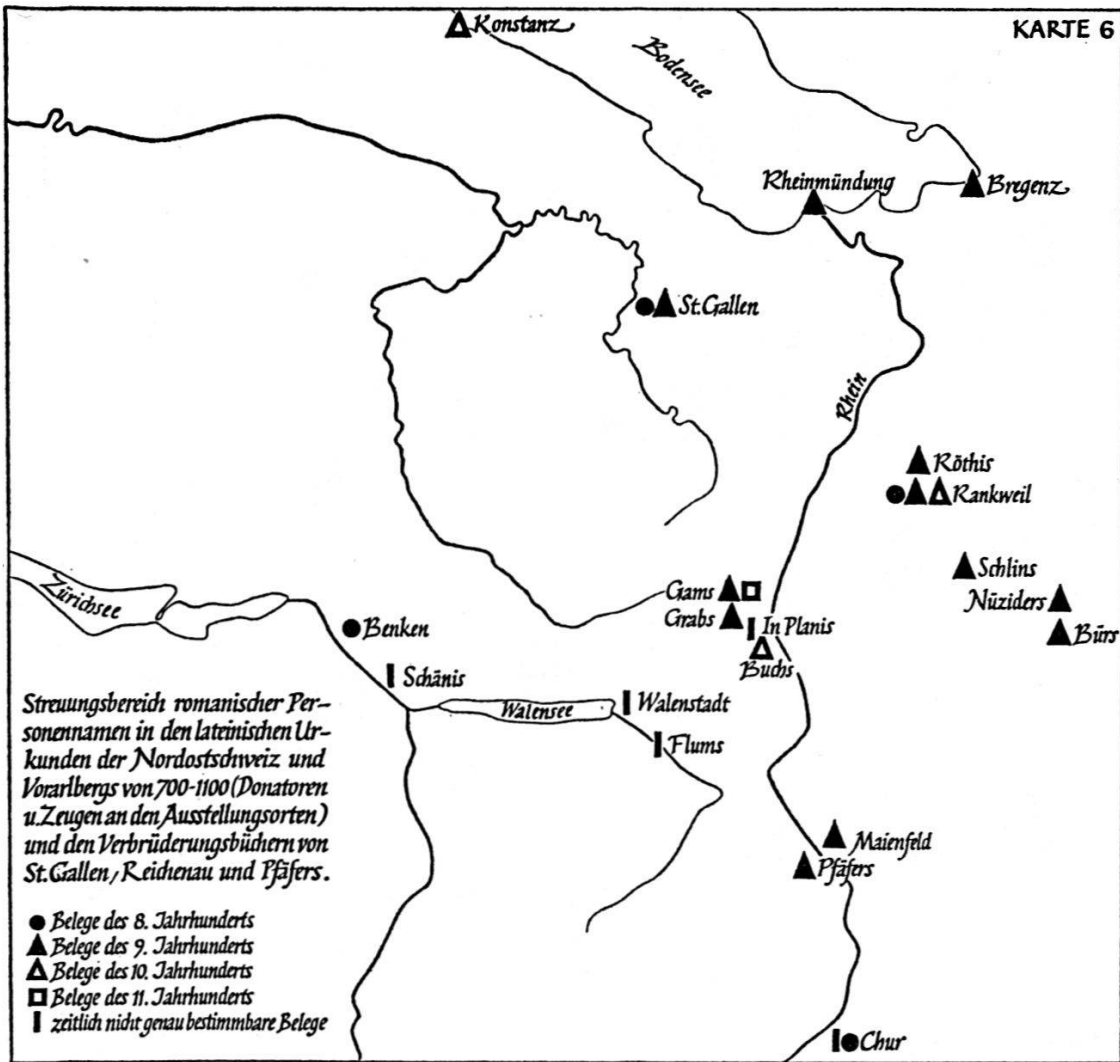 KARTE 6
Konstanz
Bodensee
Rheinmündung
Bregenz
St. Gallen
Rhein
Röthis
Rankweil
Schlins
Nüziders
Bürs
Gams
Grabs
In Planis
Buchs
Zürichsee
Benken
Schänis
Walensee
Walenstadt
Flums
Maienfeld
Pfäfers
Chur
Streuungsbereich romanischer Per-
sonennamen in den lateinischen Ur-
kunden der Nordostschweiz und
Vorarlbergs von 700-1100 (Donatoren
u. Zeugen an den Ausstellungsorten)
und den Verbrüderungsbüchern von
St. Gallen, Reichenau und Pfäfers.
Belege des 8. Jahrhunderts
Belege des 9. Jahrhunderts
Belege des 10. Jahrhunderts
Belege des 11. Jahrhunderts
zeitlich nicht genau bestimmbare Belege